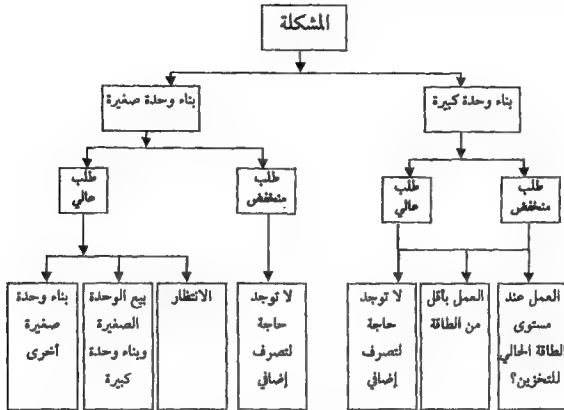 المشكلة
بناء وحدة كبيرة
بناء وحدة صغيرة
طلب
منخفض
طلب
عالي
طلب
منخفض
طلب
عالي
العمل عند
مستوى
الطاقة الحالي
للتخزين؟
العمل بأقل
من الطاقة
لا توجد
حاجة
لتصرف
إضافي
لا توجد
حاجة
لتصرف
إضافي
الانتظار
بيع الوحدة
الصغيرة
وبناء وحدة
كبيرة
بناء وحدة
صغيرة
أخرى